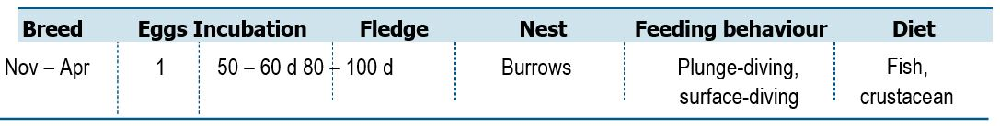 Breed Eggs Incubation Fledge Nest Feeding behaviour Diet
Nov – Apr 1 50 – 60 d 80 – 100 d Burrows Plunge-diving, Fish,
surface-diving crustacean